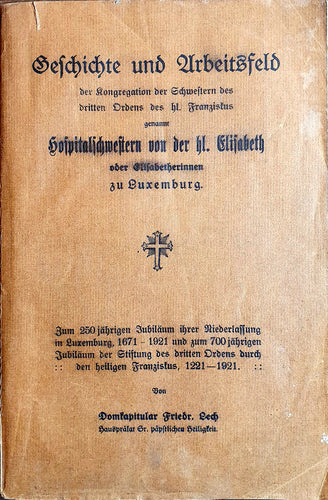 Geschichte und Arbeitsfeld
der Kongregation der Schwestern des
dritten Ordens des hl. Franziskus
genannt
Hospitalschwestern von der hl. Elisabeth
oder Elisabetherinnen
zu Luxemburg.
Zum 250 jährigen Jubiläum ihrer Niederlassung
in Luxemburg, 1671 - 1921 und zum 700 jährigen
Jubiläum der Stiftung des dritten Ordens durch
:: den heiligen Franziskus, 1221—1921. ::
Von
Domkapitular Friedr. Lech
Hausprälat Sr. päpstlichen Heiligkeit.